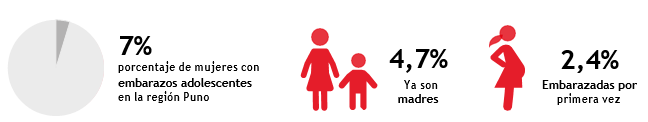 7%
porcentaje de mujeres con
embarazos adolescentes
en la región Puno
4,7%
Ya son
madres
2,4%
Embarazadas por
primera vez